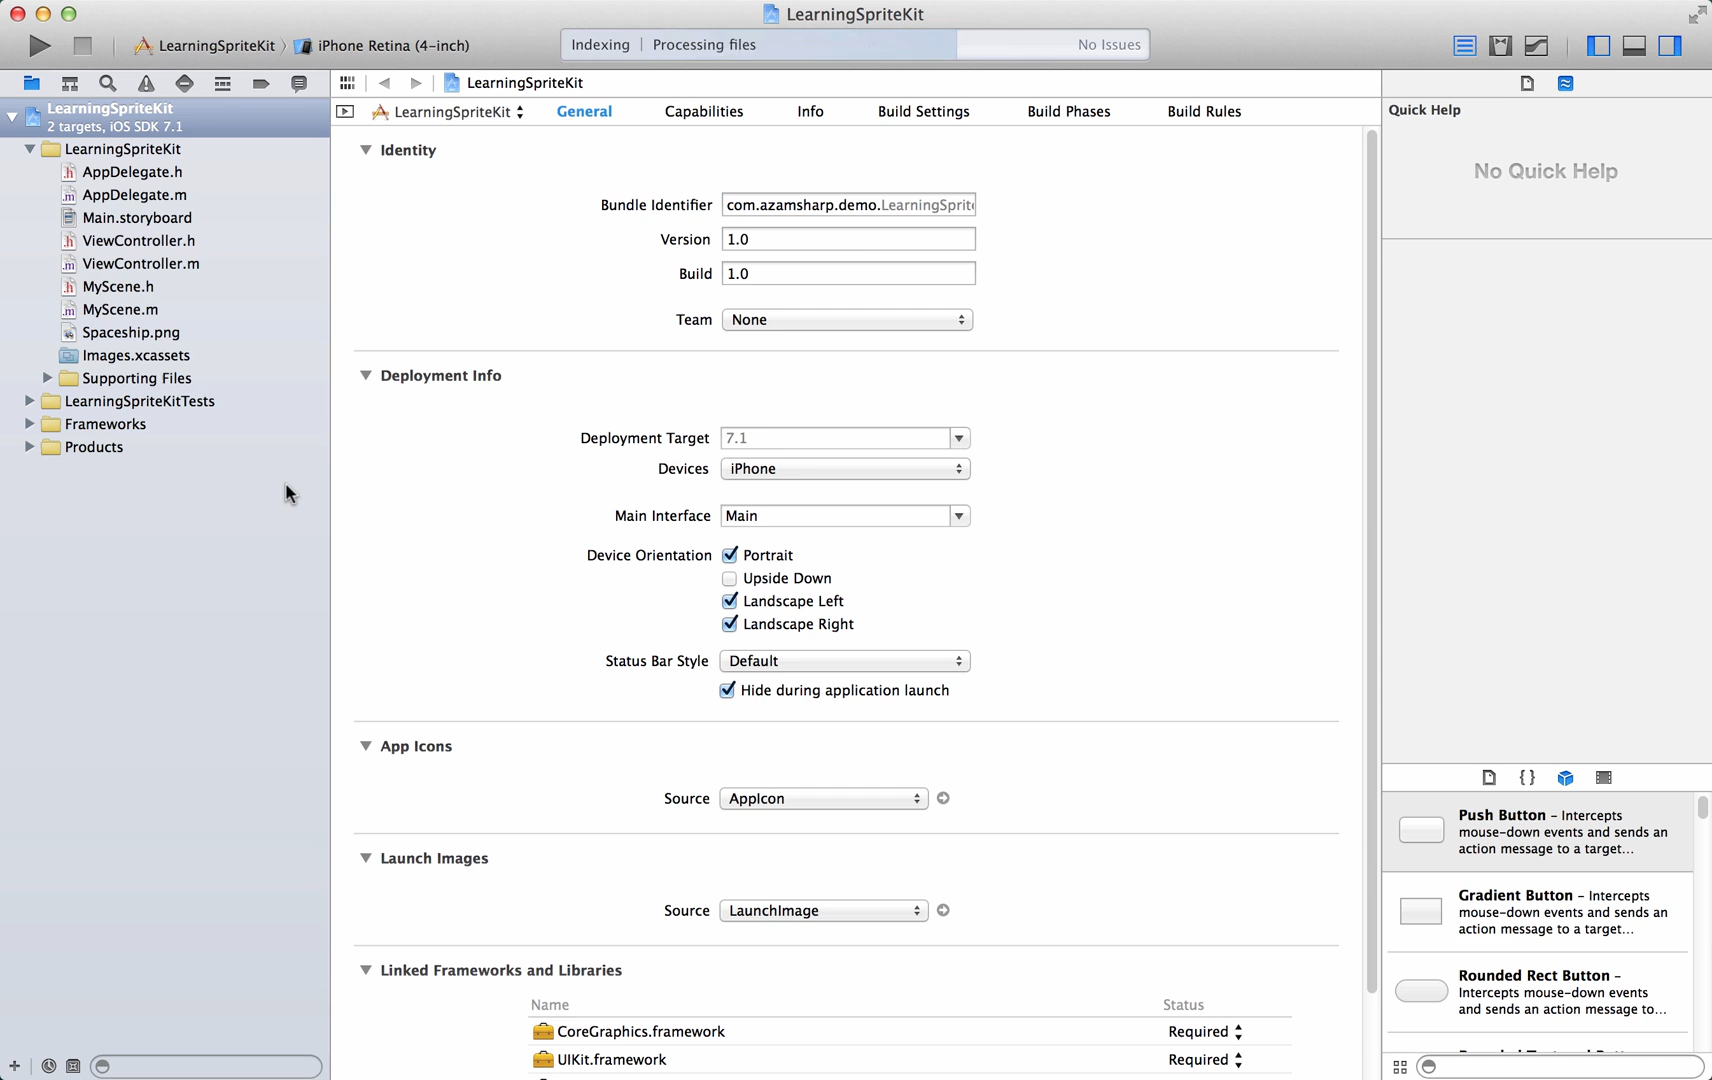 LearningSpriteKit
LearningSpriteKit
iPhone Retina (4-inch)
Indexing | Processing files
No Issues
LearningSpriteKit
2 targets, iOS SDK 7.1
LearningSpriteKit
AppDelegate.h
AppDelegate.m
Main.storyboard
ViewController.h
ViewController.m
MyScene.h
MyScene.m
Spaceship.png
Images.xcassets
Supporting Files
LearningSpriteKitTests
Frameworks
Products
LearningSpriteKit
LearningSpriteKit
General
Capabilities
Info
Build Settings
Build Phases
Build Rules
Identity
Bundle Identifier com.azamsharp.demo.LearningSprite
Version 1.0
Build 1.0
Team None
Deployment Info
Deployment Target 7.1
Devices iPhone
Main Interface Main
Device Orientation Portrait
Upside Down
Landscape Left
Landscape Right
Status Bar Style Default
Hide during application launch
App Icons
Source AppIcon
Launch Images
Source LaunchImage
Linked Frameworks and Libraries
Name Status
CoreGraphics.framework Required
UIKit.framework Required
Quick Help
No Quick Help
Push Button – Intercepts
mouse-down events and sends an
action message to a target...
Gradient Button – Intercepts
mouse-down events and sends an
action message to a target...
Rounded Rect Button –
Intercepts mouse-down events
and sends an action message to...